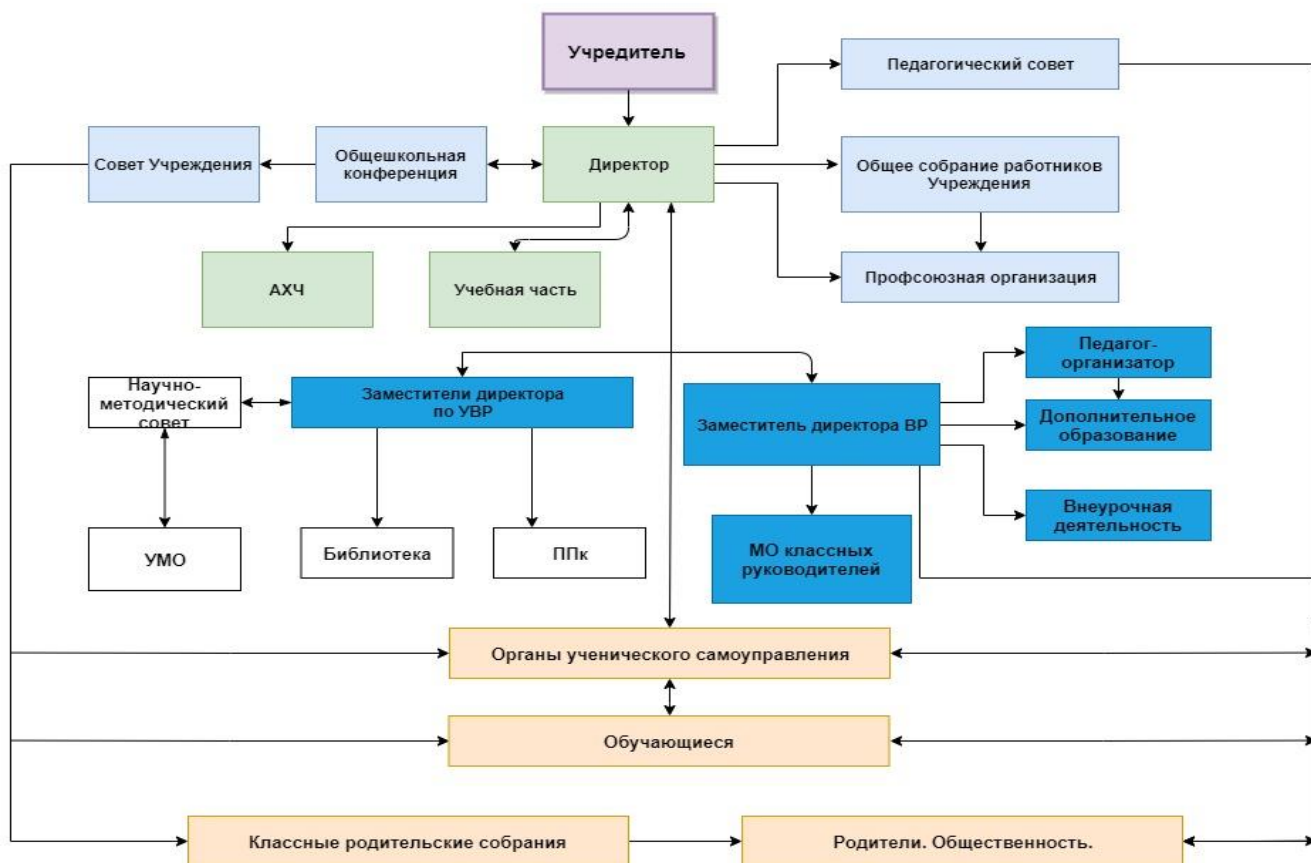 Учредитель
Педагогический совет
Совет Учреждения
Общешкольная
конференция
Директор
Общее собрание работников
Учреждения
АХЧ
Учебная часть
Профсоюзная организация
Научно-
методический
совет
Заместители директора
по УВР
Заместитель директора ВР
Педагог-
организатор
Дополнительное
образование
Внеурочная
деятельность
УМО
Библиотека
ППк
МО классных
руководителей
Органы ученического самоуправления
Обучающиеся
Классные родительские собрания
Родители. Общественность.